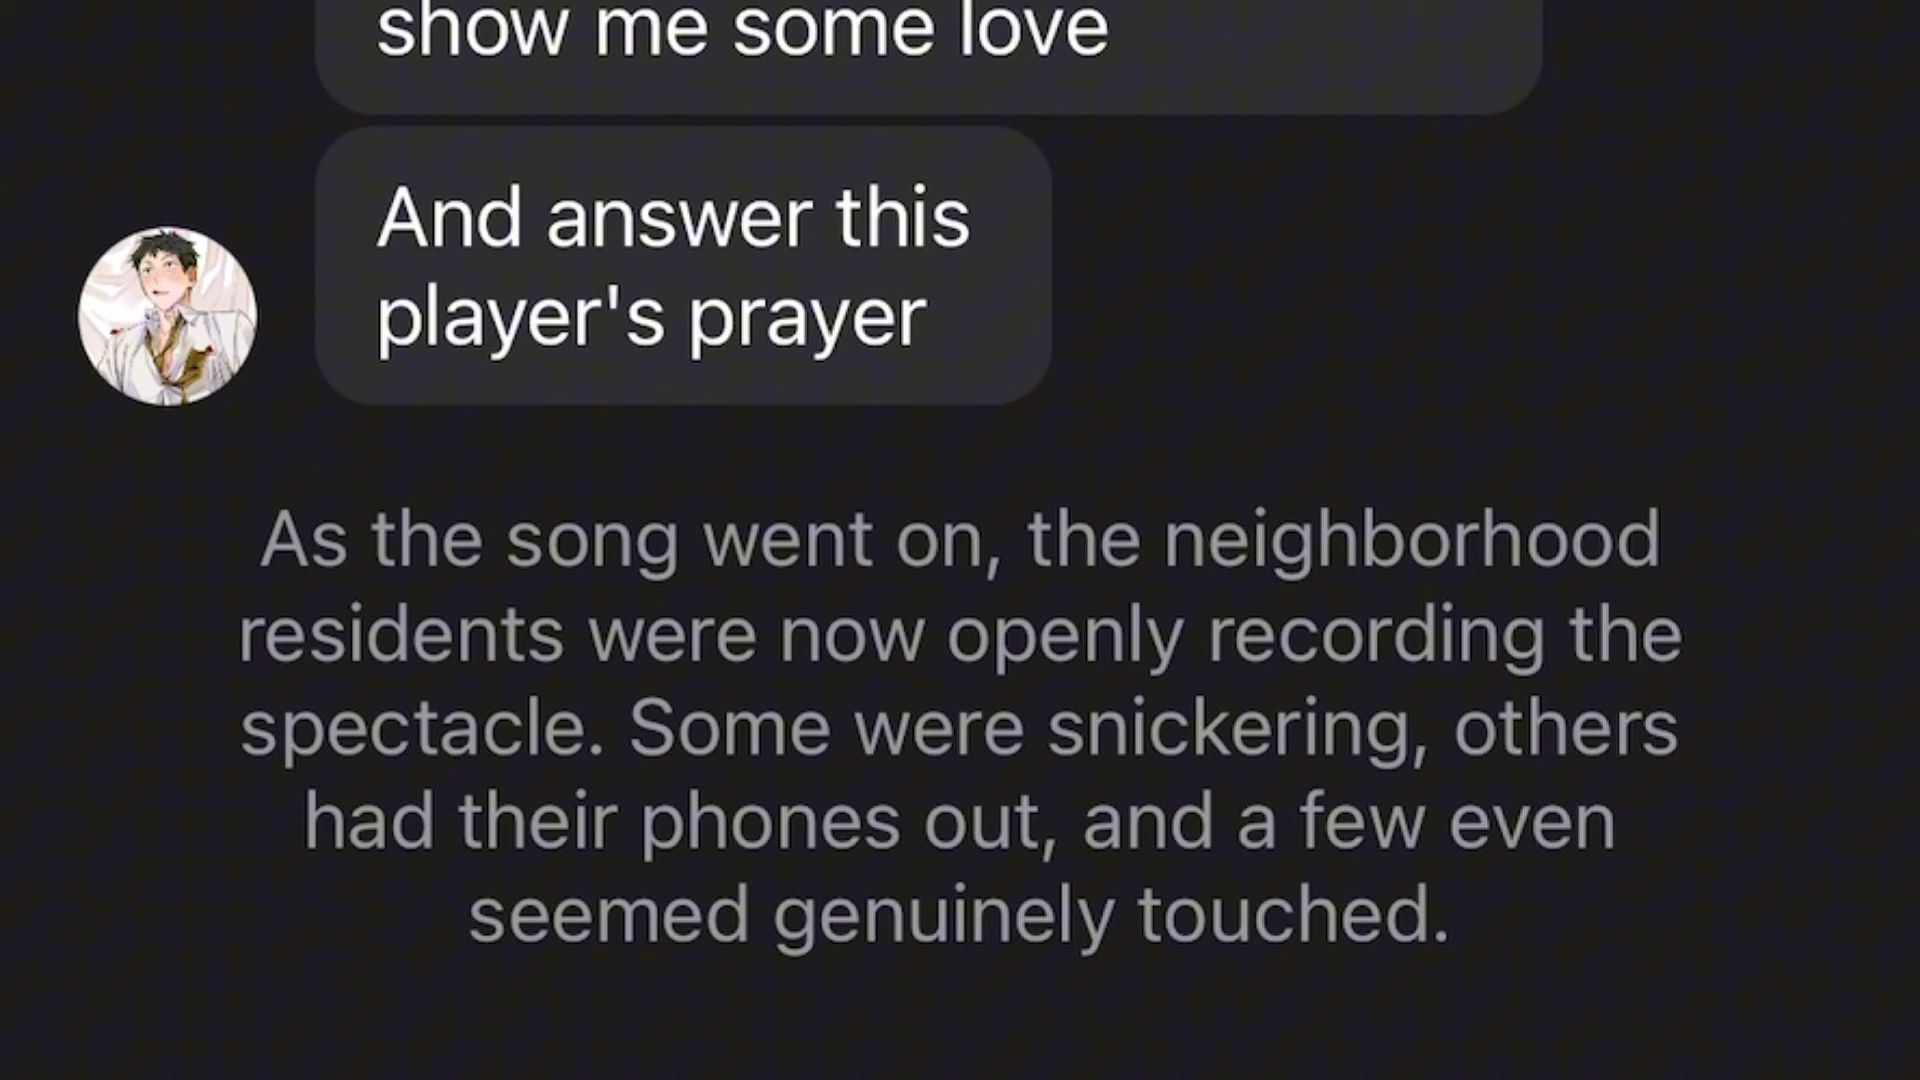 show me some love
And answer this
player's prayer
As the song went on, the neighborhood
residents were now openly recording the
spectacle. Some were snickering, others
had their phones out, and a few even
seemed genuinely touched.